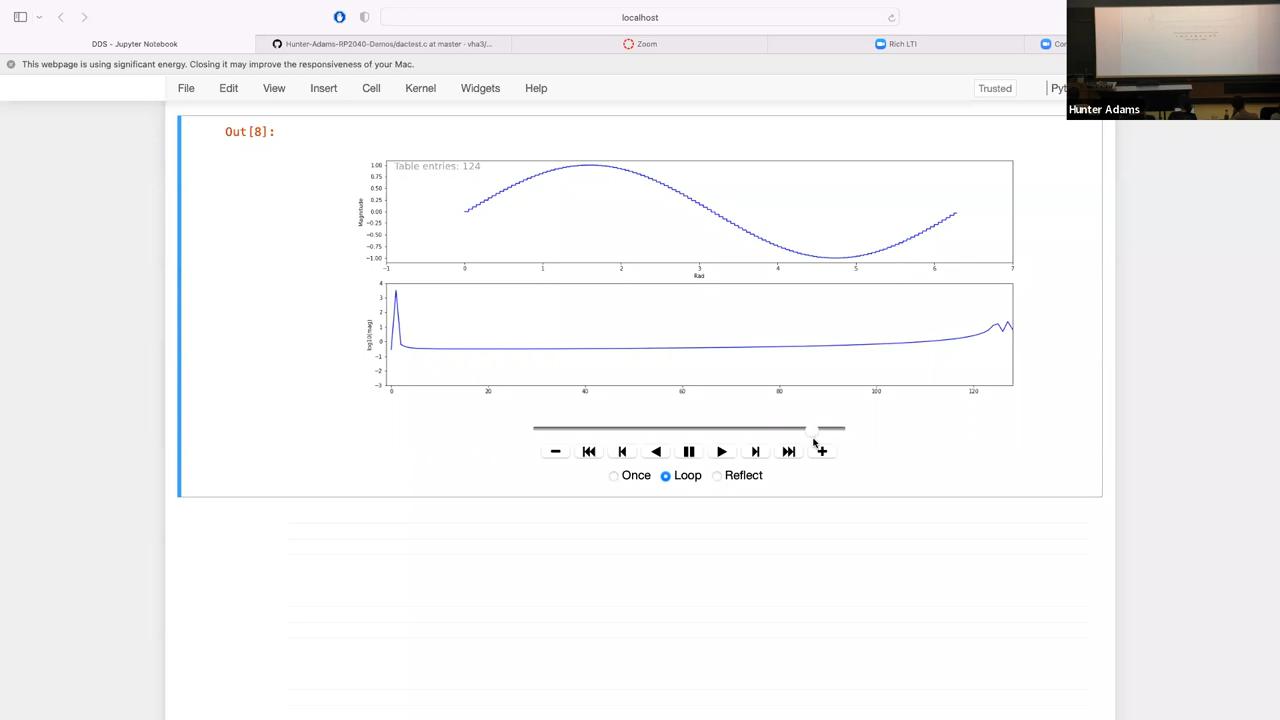 localhost
DDS - Jupyter Notebook
Hunter-Adams-RP2040-Demos/dactest.c at master · vha3/...
Zoom
Rich LTI
Con
This webpage is using significant energy. Closing it may improve the responsiveness of your Mac.
File Edit View Insert Cell Kernel Widgets Help
Trusted
Pyt
Hunter Adams
Out[8]:
Table entries: 124
1.00
0.75
0.50
0.25
0.00
−0.25
−0.50
−0.75
−1.00
Magnitude
−1 0 1 2 3 4 5 6 7
Rad
4
3
2
1
0
−1
−2
−3
log10(mag)
0 20 40 60 80 100 120
Once Loop Reflect